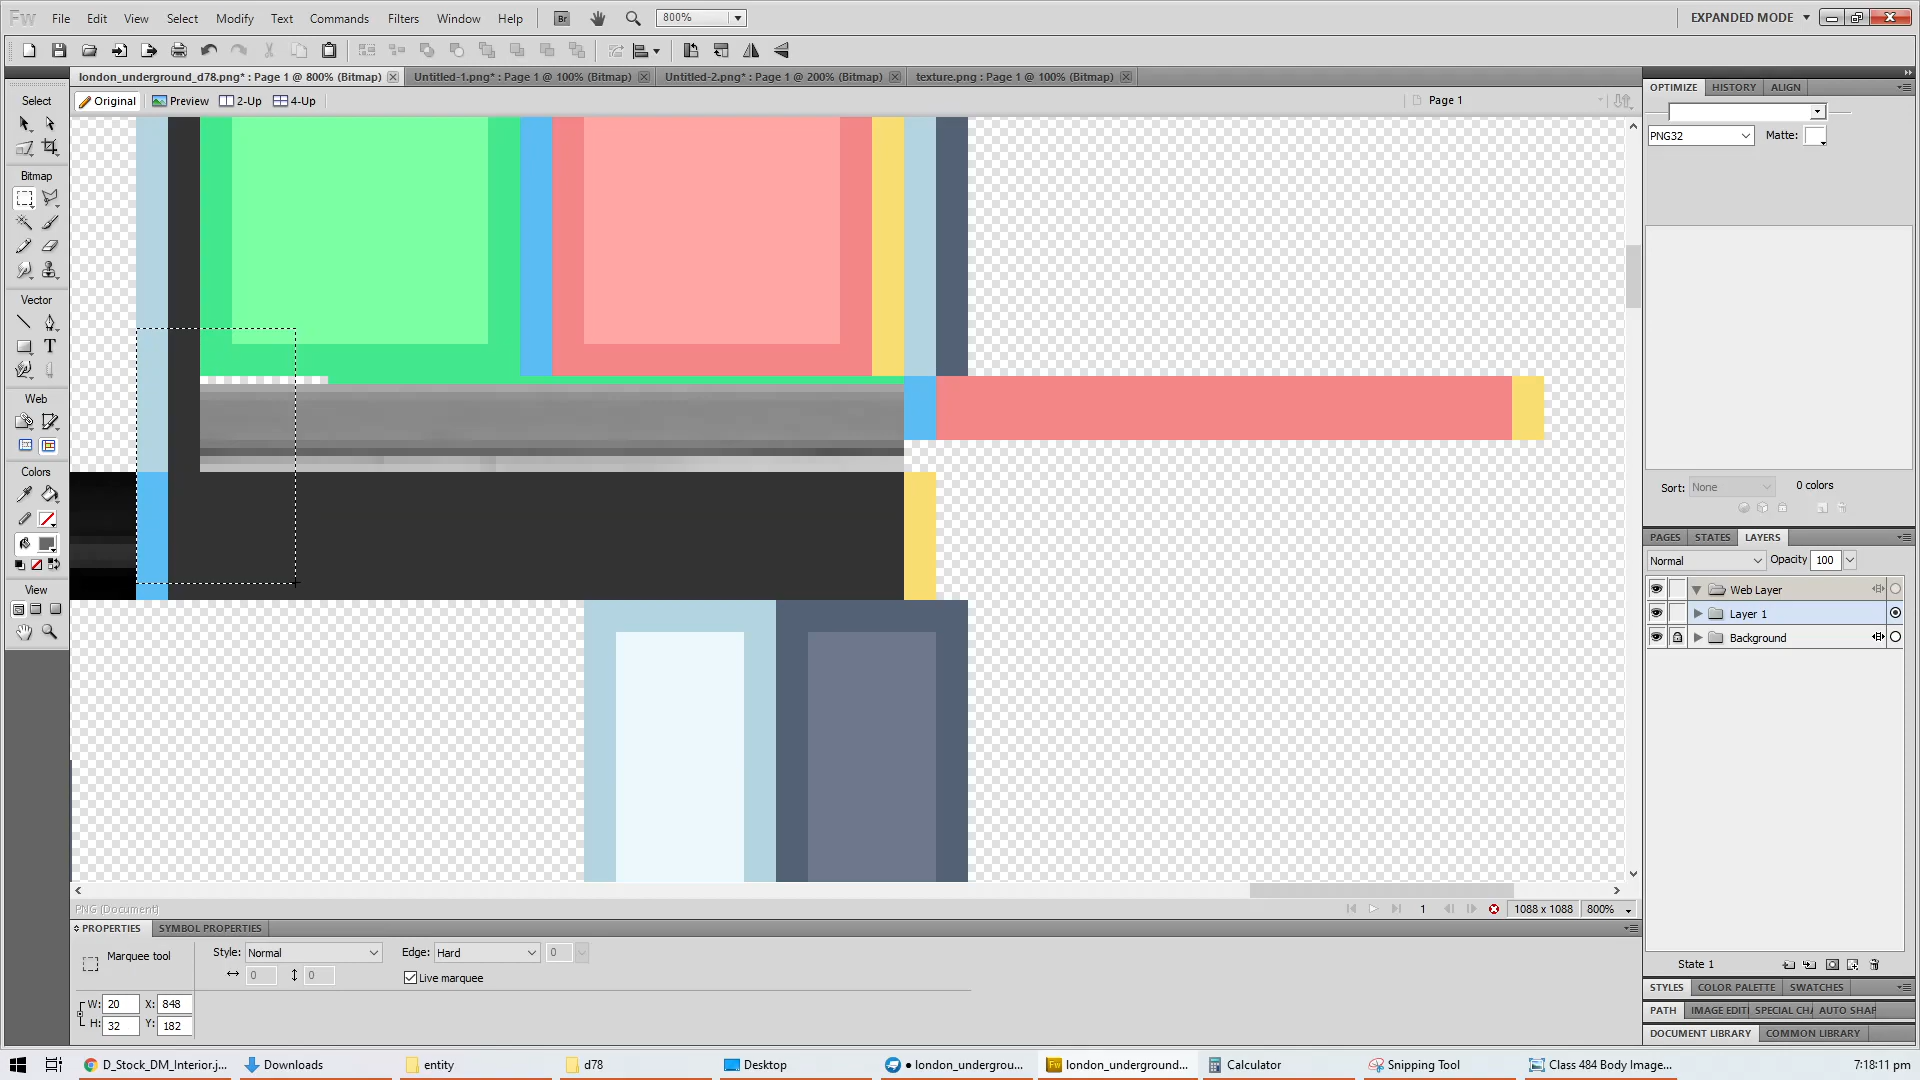 Fw File Edit View Select Modify Text Commands Filters Window Help Br 800% EXPANDED MODE
london_underground_d78.png* : Page 1 @ 800% (Bitmap) Untitled-1.png* : Page 1 @ 100% (Bitmap) Untitled-2.png* : Page 1 @ 200% (Bitmap) texture.png : Page 1 @ 100% (Bitmap)
Original Preview 2-Up 4-Up Page 1
Select
Bitmap
Vector
T
Web
Colors
View
OPTIMIZE HISTORY ALIGN
PNG32 Matte:
Sort: None 0 colors
PAGES STATES LAYERS
Normal Opacity 100
Web Layer
Layer 1
Background
State 1
STYLES COLOR PALETTE SWATCHES
PATH IMAGE EDITI SPECIAL CHA AUTO SHAP
DOCUMENT LIBRARY COMMON LIBRARY
PNG (Document) 1 1088 x 1088 800%
PROPERTIES SYMBOL PROPERTIES
Marquee tool Style: Normal Edge: Hard 0
0 0 Live marquee
W: 20 X: 848
H: 32 Y: 182
D_Stock_DM_Interior.j... Downloads entity d78 Desktop • london_undergrou... london_underground... Calculator Snipping Tool Class 484 Body Image... 7:18:11 pm